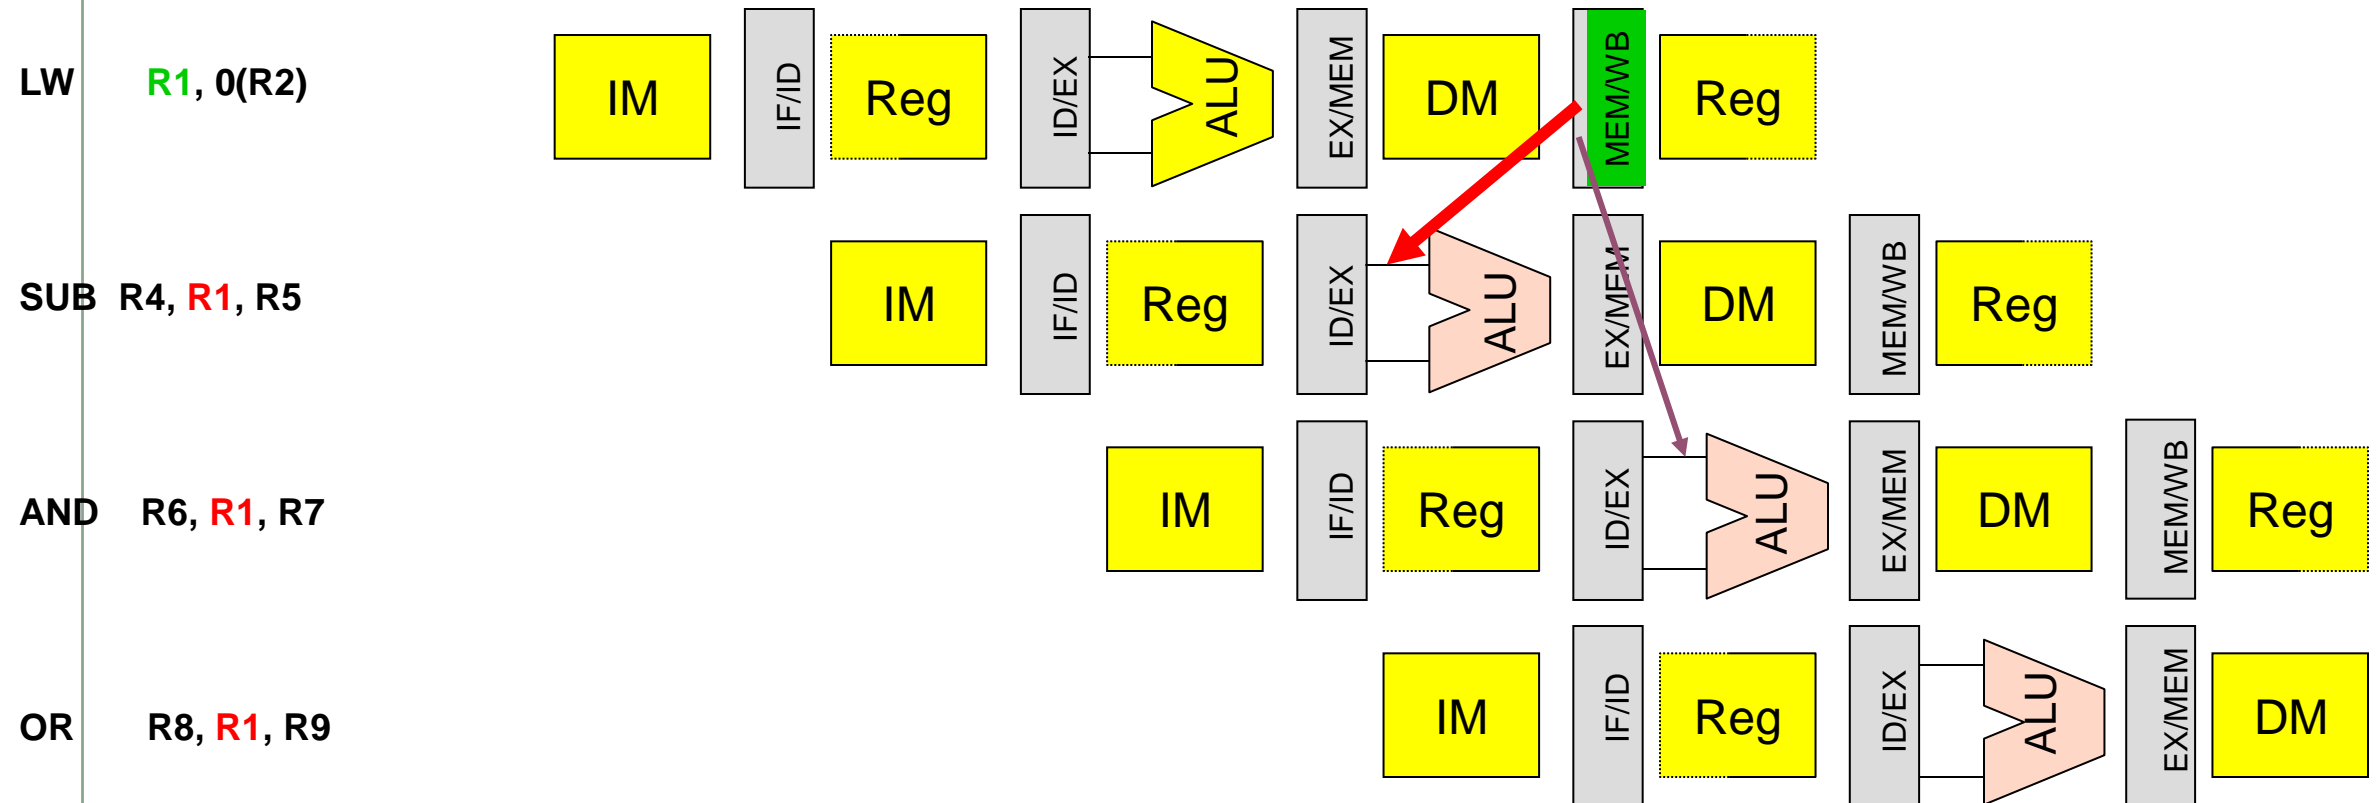 LW R1, 0(R2) IM IF/ID Reg ID/EX ALU EX/MEM DM MEM/WB Reg
SUB R4, R1, R5 IM IF/ID Reg ID/EX ALU EX/MEM DM MEM/WB Reg
AND R6, R1, R7 IM IF/ID Reg ID/EX ALU EX/MEM DM MEM/WB Reg
OR R8, R1, R9 IM IF/ID Reg ID/EX ALU EX/MEM DM